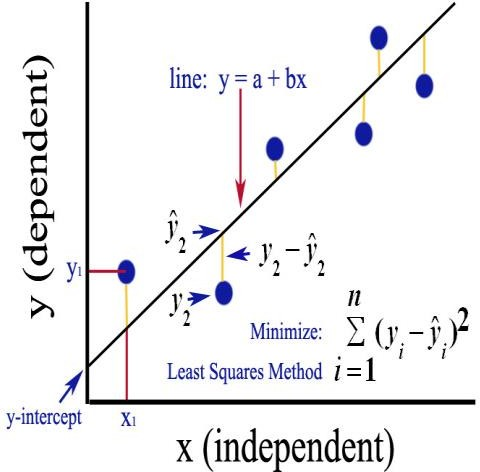 line: y = a + bx
y (dependent)
ŷ₂
y₂ − ŷ₂
y₁
y₂
Minimize: n ∑ i=1 (yᵢ − ŷᵢ)²
Least Squares Method
y-intercept
x₁
x (independent)